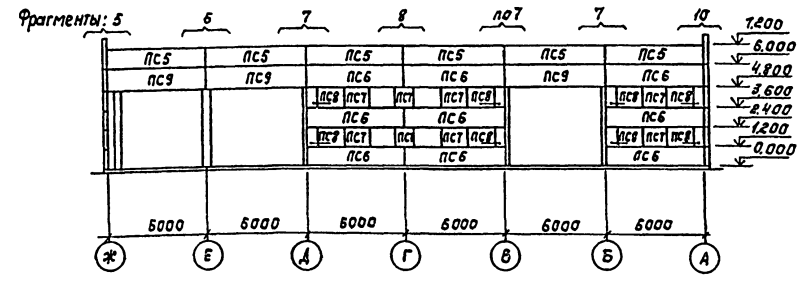 Фрагменты: 5 6 7 8 по7 7 10
7.200
ПС5 ПС5 ПС5 ПС5 ПС5 ПС5 6.000
ПС9 ПС9 ПС6 ПС6 ПС9 ПС6 4.800
ПС8 ПС7 ПС7 ПС7 ПС8 ПС8 ПС7 ПС8 3.600
ПС6 ПС6 ПС6 2.400
ПС8 ПС7 ПС7 ПС8 ПС8 ПС7 ПС8 1.200
ПС6 ПС6 ПС6 0.000
6000 6000 6000 6000 6000 6000
Ж Е Д Г В Б А